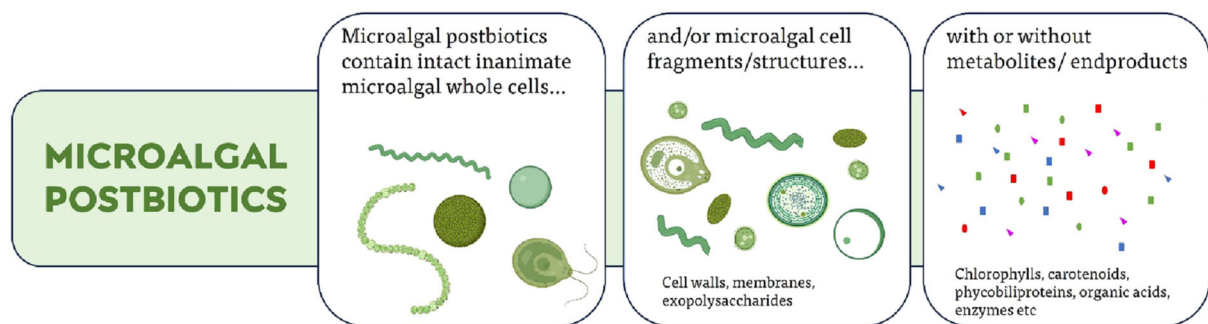 MICROALGAL
POSTBIOTICS
Microalgal postbiotics
contain intact inanimate
microalgal whole cells...
and/or microalgal cell
fragments/structures...
Cell walls, membranes,
exopolysaccharides
with or without
metabolites/ endproducts
Chlorophylls, carotenoids,
phycobiliproteins, organic acids,
enzymes etc